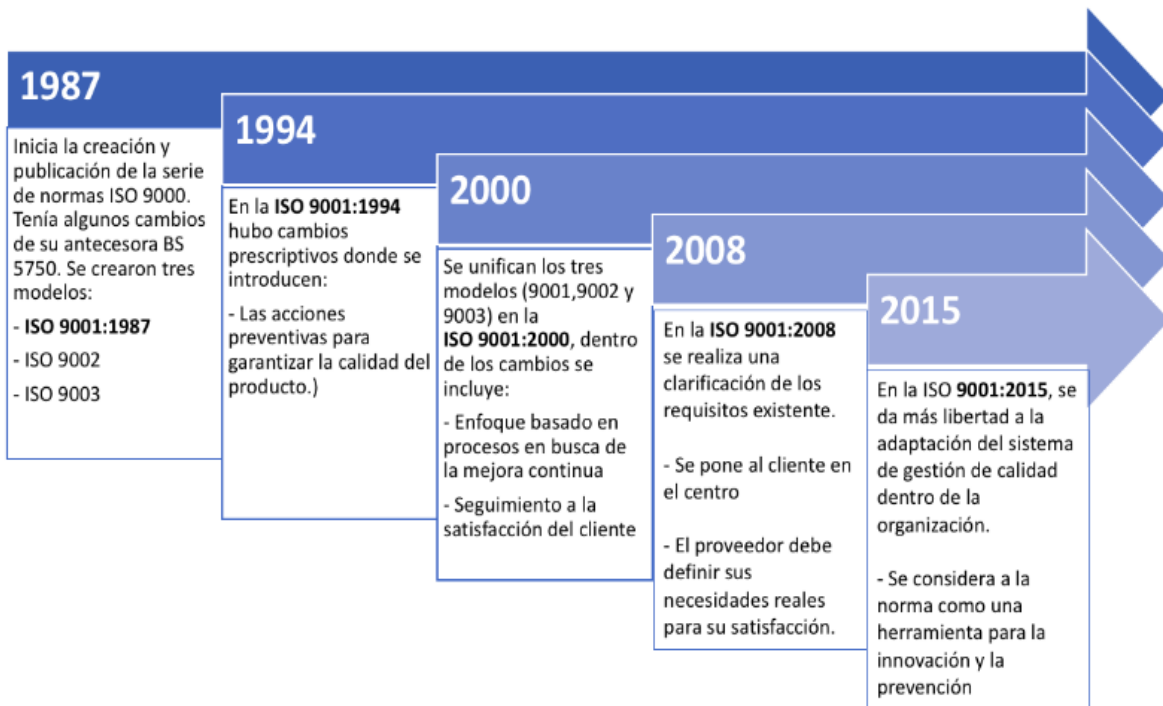 1987
Inicia la creación y
publicación de la serie
de normas ISO 9000.
Tenía algunos cambios
de su antecesora BS
5750. Se crearon tres
modelos:
- ISO 9001:1987
- ISO 9002
- ISO 9003
1994
En la ISO 9001:1994
hubo cambios
prescriptivos donde se
introducen:
- Las acciones
preventivas para
garantizar la calidad del
producto.)
2000
Se unifican los tres
modelos (9001,9002 y
9003) en la
ISO 9001:2000, dentro
de los cambios se
incluye:
- Enfoque basado en
procesos en busca de
la mejora continua
- Seguimiento a la
satisfacción del cliente
2008
En la ISO 9001:2008
se realiza una
clarificación de los
requisitos existente.
- Se pone al cliente en
el centro
- El proveedor debe
definir sus
necesidades reales
para su satisfacción.
2015
En la ISO 9001:2015, se
da más libertad a la
adaptación del sistema
de gestión de calidad
dentro de la
organización.
- Se considera a la
norma como una
herramienta para la
innovación y la
prevención